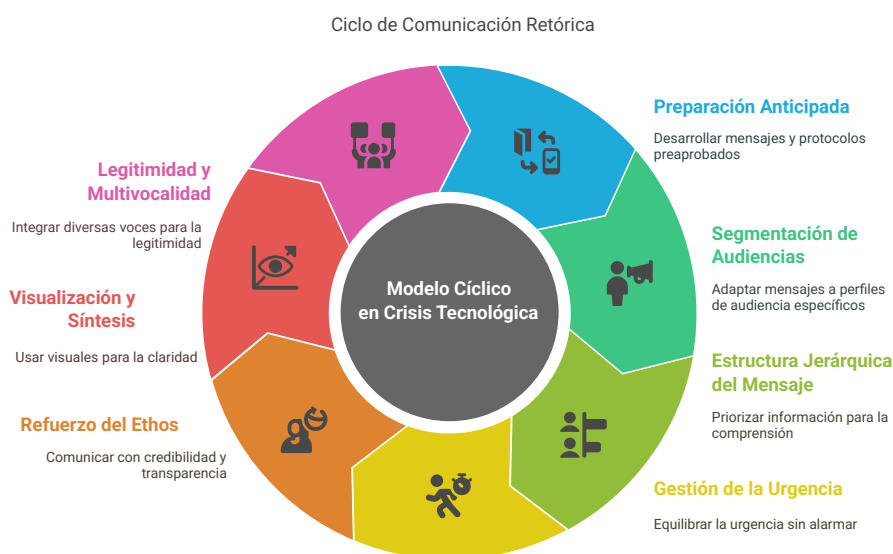 Ciclo de Comunicación Retórica
Preparación Anticipada
Desarrollar mensajes y protocolos
preaprobados
Segmentación de
Audiencias
Adaptar mensajes a perfiles
de audiencia específicos
Estructura Jerárquica
del Mensaje
Priorizar información para la
comprensión
Gestión de la Urgencia
Equilibrar la urgencia sin alarmar
Refuerzo del Ethos
Comunicar con credibilidad y
transparencia
Visualización y
Síntesis
Usar visuales para la claridad
Legitimidad y
Multivocalidad
Integrar diversas voces para la
legitimidad
Modelo Cíclico
en Crisis Tecnológica